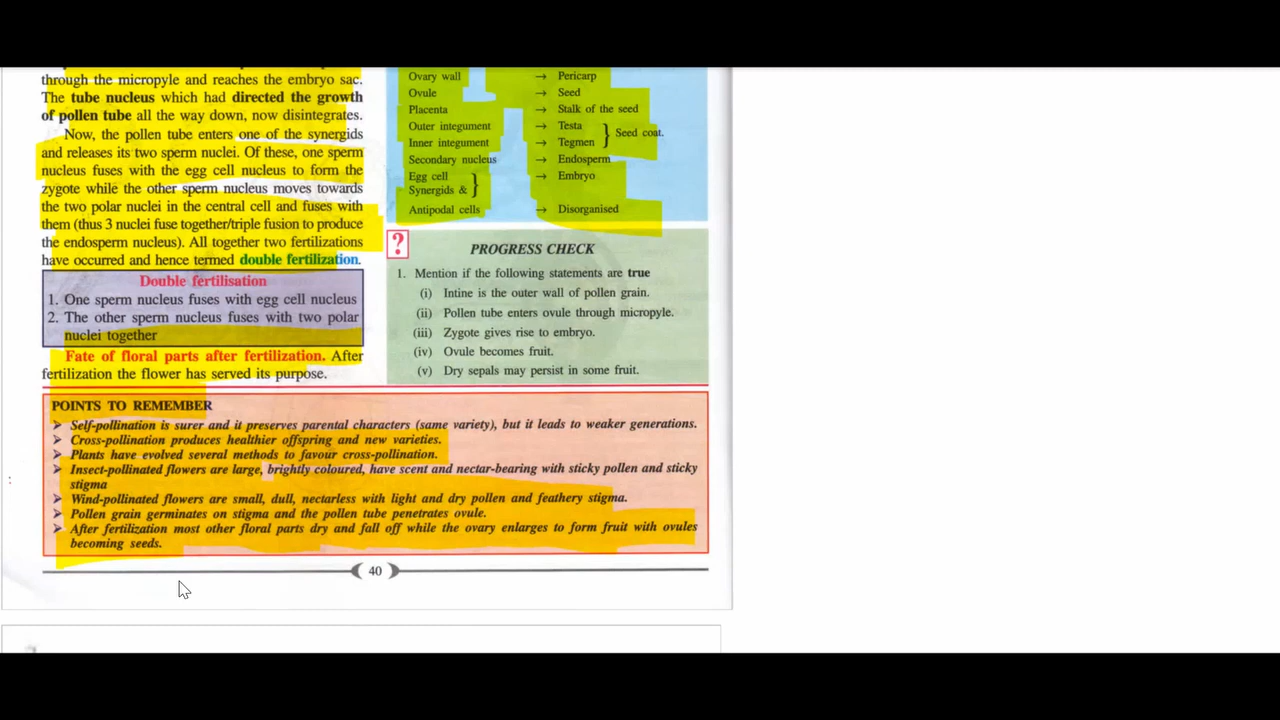 through the micropyle and reaches the embryo sac.
The tube nucleus which had directed the growth
of pollen tube all the way down, now disintegrates.
Now, the pollen tube enters one of the synergids
and releases its two sperm nuclei. Of these, one sperm
nucleus fuses with the egg cell nucleus to form the
zygote while the other sperm nucleus moves towards
the two polar nuclei in the central cell and fuses with
them (thus 3 nuclei fuse together/triple fusion to produce
the endosperm nucleus). All together two fertilizations
have occurred and hence termed double fertilization.
Double fertilisation
1. One sperm nucleus fuses with egg cell nucleus
2. The other sperm nucleus fuses with two polar
nuclei together
Fate of floral parts after fertilization. After
fertilization the flower has served its purpose.
Ovary wall → Pericarp
Ovule → Seed
Placenta → Stalk of the seed
Outer integument → Testa
Seed coat.
Inner integument → Tegmen
Secondary nucleus → Endosperm
Egg cell → Embryo
Synergids &
Antipodal cells → Disorganised
?
PROGRESS CHECK
1. Mention if the following statements are true
(i) Intine is the outer wall of pollen grain.
(ii) Pollen tube enters ovule through micropyle.
(iii) Zygote gives rise to embryo.
(iv) Ovule becomes fruit.
(v) Dry sepals may persist in some fruit.
POINTS TO REMEMBER
➢ Self-pollination is surer and it preserves parental characters (same variety), but it leads to weaker generations.
➢ Cross-pollination produces healthier offspring and new varieties.
➢ Plants have evolved several methods to favour cross-pollination.
➢ Insect-pollinated flowers are large, brightly coloured, have scent and nectar-bearing with sticky pollen and sticky
stigma
➢ Wind-pollinated flowers are small, dull, nectarless with light and dry pollen and feathery stigma.
➢ Pollen grain germinates on stigma and the pollen tube penetrates ovule.
➢ After fertilization most other floral parts dry and fall off while the ovary enlarges to form fruit with ovules
becoming seeds.
40